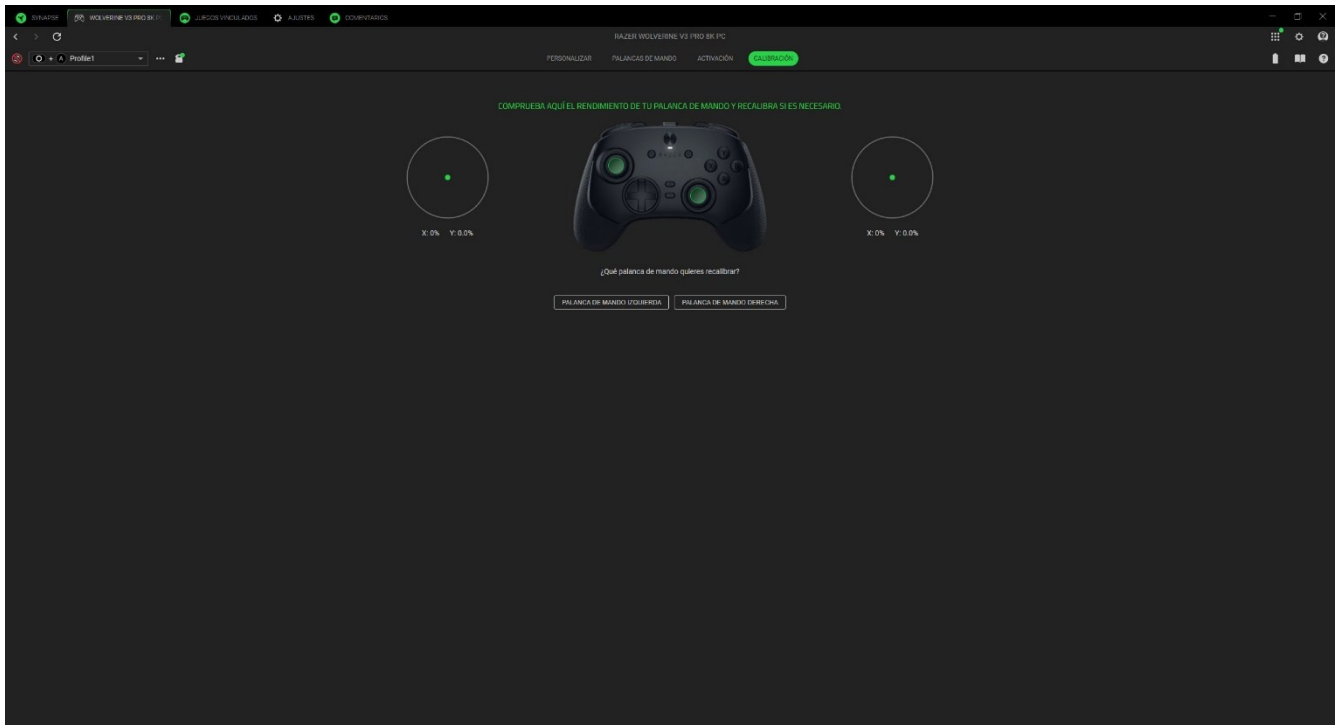 SYNAPSE WOLVERINE V3 PRO 8K PC JUEGOS VINCULADOS AJUSTES COMENTARIOS
RAZER WOLVERINE V3 PRO 8K PC
O + A Profile1 PERSONALIZAR PALANCAS DE MANDO ACTIVACIÓN CALIBRACIÓN
COMPRUEBA AQUÍ EL RENDIMIENTO DE TU PALANCA DE MANDO Y RECALIBRA SI ES NECESARIO.
RAZER
Y
X: 0% Y: 0.0% X: 0% Y: 0.0%
¿Qué palanca de mando quieres recalibrar?
PALANCA DE MANDO IZQUIERDA PALANCA DE MANDO DERECHA